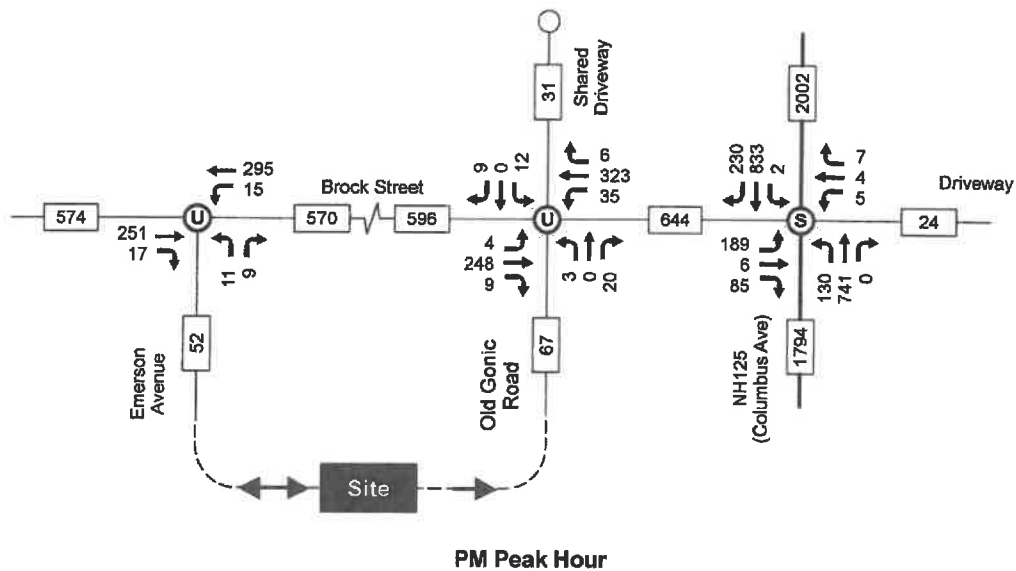 31
Shared
Driveway
2002
295
15
Brock Street
9
0
12
6
323
35
230
833
2
7
4
5
Driveway
574
U
570
596
U
644
S
24
251
17
11
9
4
248
9
3
0
20
189
6
85
130
741
0
52
Emerson
Avenue
67
Old Gonic
Road
NH125
(Columbus Ave)
1794
Site
PM Peak Hour